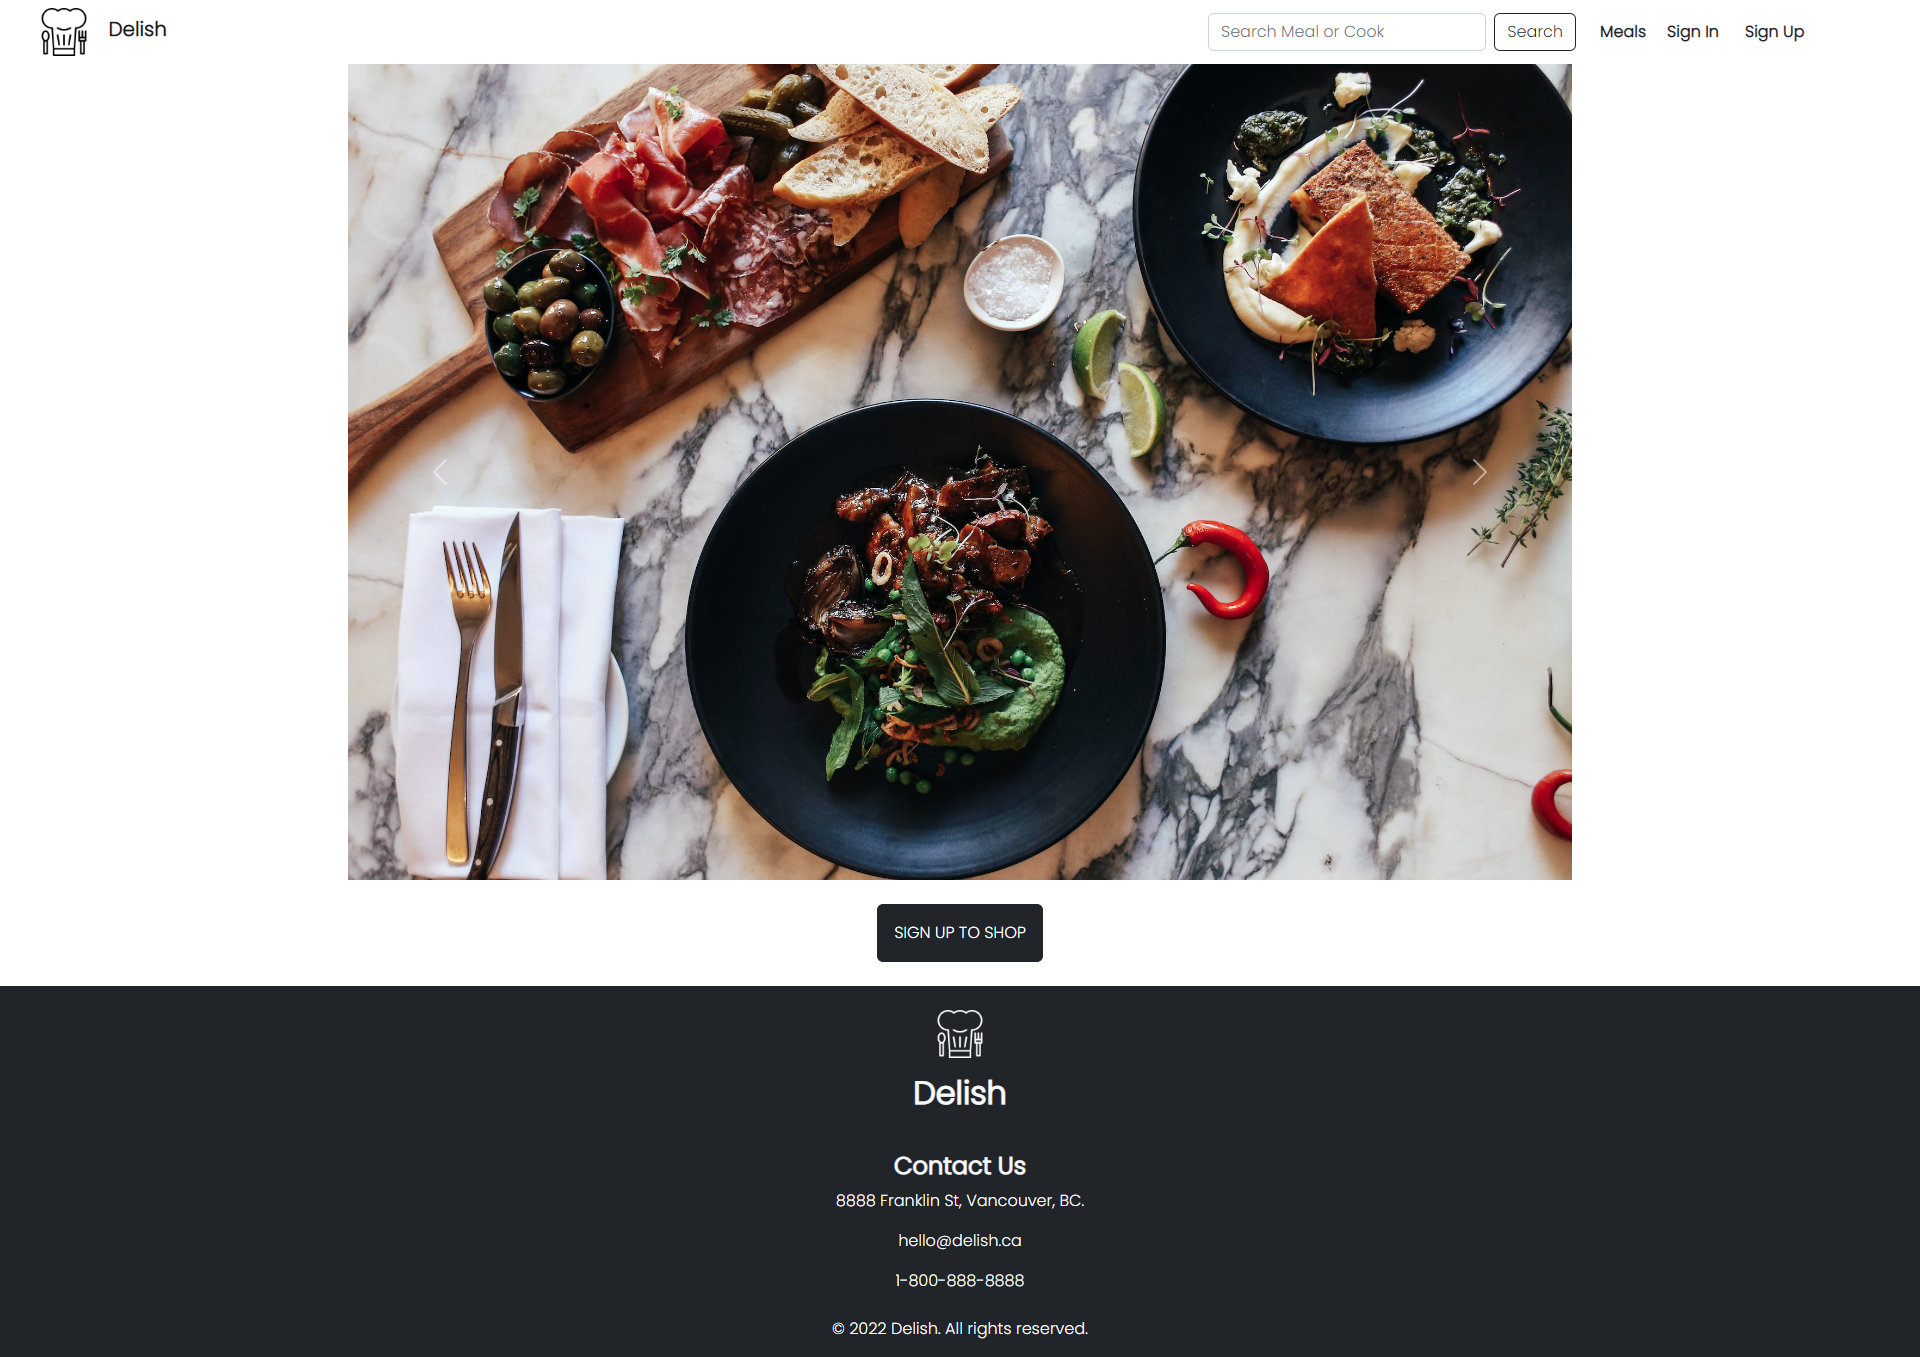 Delish
Search Meal or Cook
Search
Meals
Sign In
Sign Up
SIGN UP TO SHOP
Delish
Contact Us
8888 Franklin St, Vancouver, BC.
hello@delish.ca
1-800-888-8888
© 2022 Delish. All rights reserved.